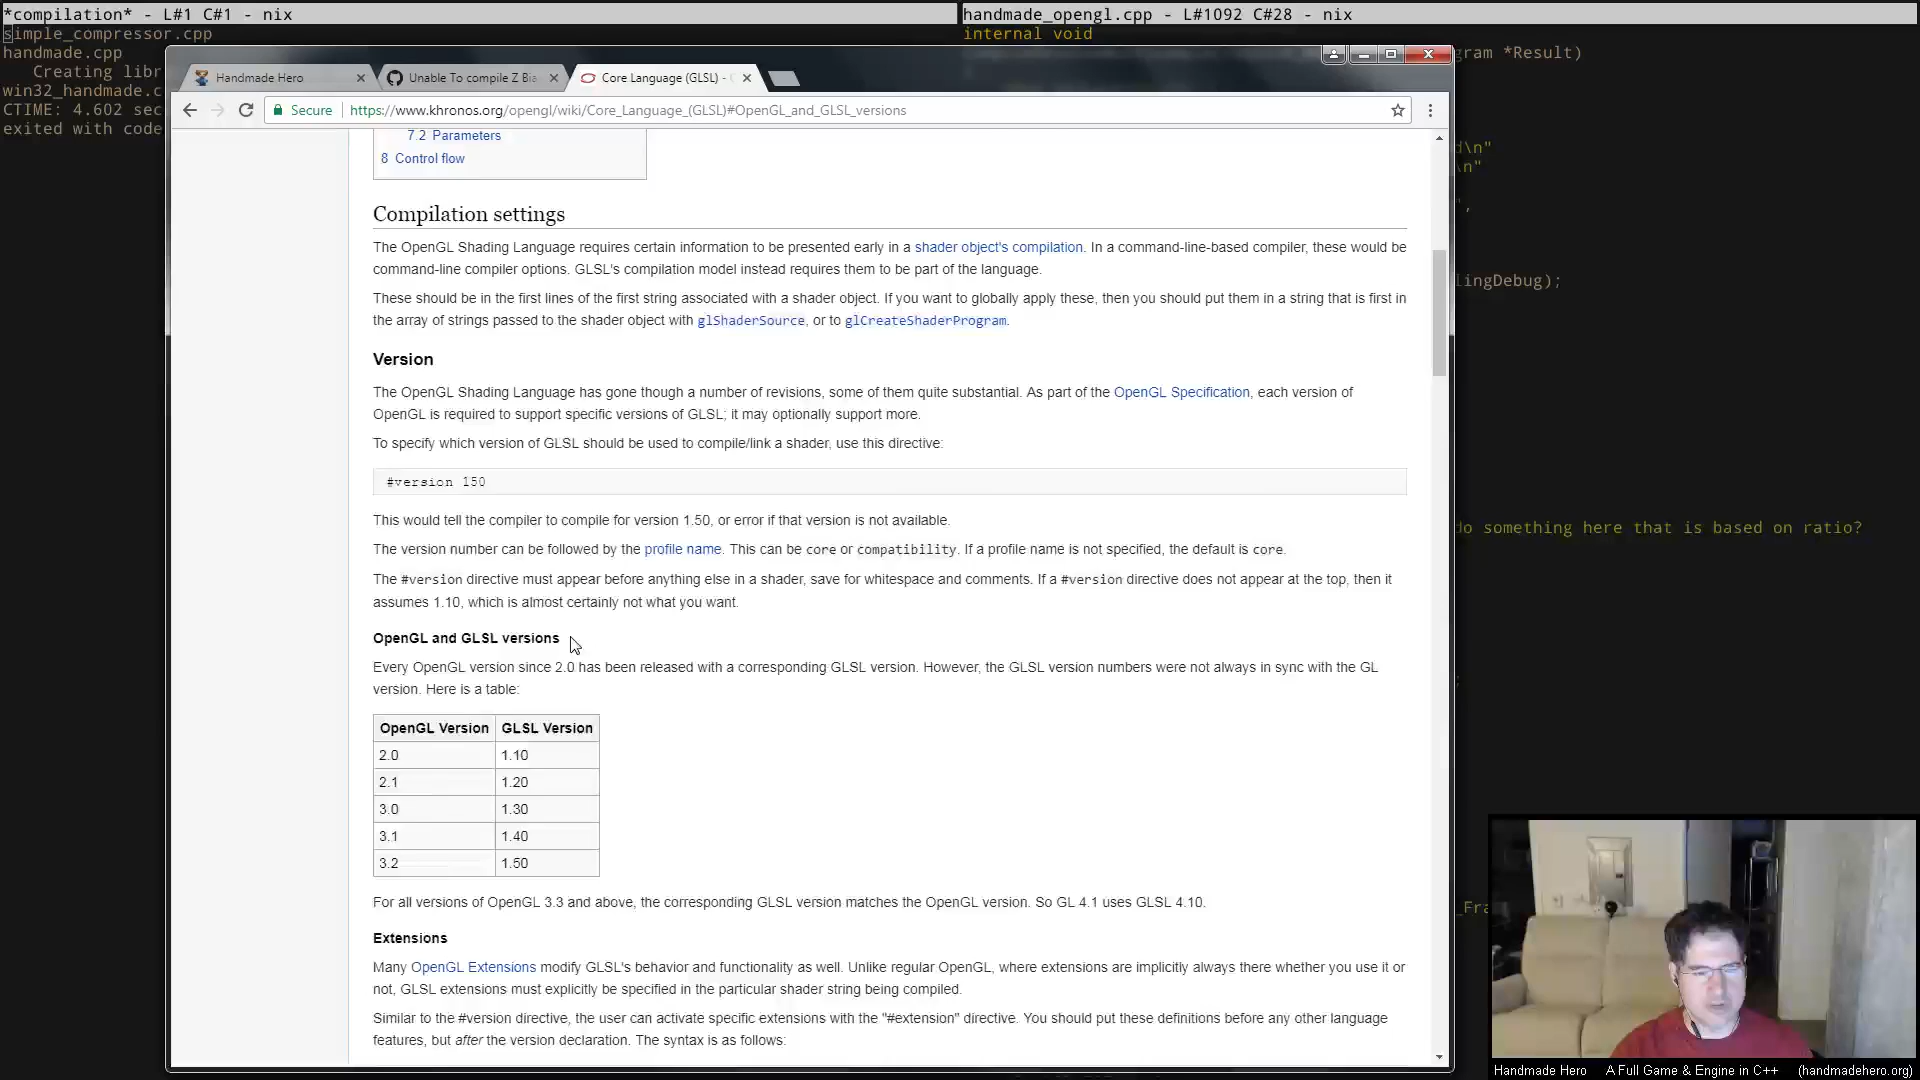 *compilation* - L#1 C#1 - nix
handmade_opengl.cpp - L#1092 C#28 - nix
simple_compressor.cpp
internal void
handmade.cpp
gram *Result)
Creating libr
win32_handmade.c
CTIME: 4.602 sec
exited with code
Handmade Hero
Unable To compile Z Bia
Core Language (GLSL) -
Secure
https://www.khronos.org/opengl/wiki/Core_Language_(GLSL)#OpenGL_and_GLSL_versions
7.2 Parameters
8 Control flow
d\n"
\n"
",
Compilation settings
The OpenGL Shading Language requires certain information to be presented early in a shader object's compilation. In a command-line-based compiler, these would be
command-line compiler options. GLSL's compilation model instead requires them to be part of the language.
lingDebug);
These should be in the first lines of the first string associated with a shader object. If you want to globally apply these, then you should put them in a string that is first in
the array of strings passed to the shader object with glShaderSource, or to glCreateShaderProgram.
Version
The OpenGL Shading Language has gone though a number of revisions, some of them quite substantial. As part of the OpenGL Specification, each version of
OpenGL is required to support specific versions of GLSL; it may optionally support more.
To specify which version of GLSL should be used to compile/link a shader, use this directive:
#version 150
This would tell the compiler to compile for version 1.50, or error if that version is not available.
do something here that is based on ratio?
The version number can be followed by the profile name. This can be core or compatibility. If a profile name is not specified, the default is core.
The #version directive must appear before anything else in a shader, save for whitespace and comments. If a #version directive does not appear at the top, then it
assumes 1.10, which is almost certainly not what you want.
OpenGL and GLSL versions
Every OpenGL version since 2.0 has been released with a corresponding GLSL version. However, the GLSL version numbers were not always in sync with the GL
version. Here is a table:
;
OpenGL Version GLSL Version
2.0 1.10
2.1 1.20
3.0 1.30
3.1 1.40
3.2 1.50
For all versions of OpenGL 3.3 and above, the corresponding GLSL version matches the OpenGL version. So GL 4.1 uses GLSL 4.10.
_Fra
Extensions
Many OpenGL Extensions modify GLSL's behavior and functionality as well. Unlike regular OpenGL, where extensions are implicitly always there whether you use it or
not, GLSL extensions must explicitly be specified in the particular shader string being compiled.
Similar to the #version directive, the user can activate specific extensions with the "#extension" directive. You should put these definitions before any other language
features, but after the version declaration. The syntax is as follows:
Handmade Hero A Full Game & Engine in C++ (handmadehero.org)